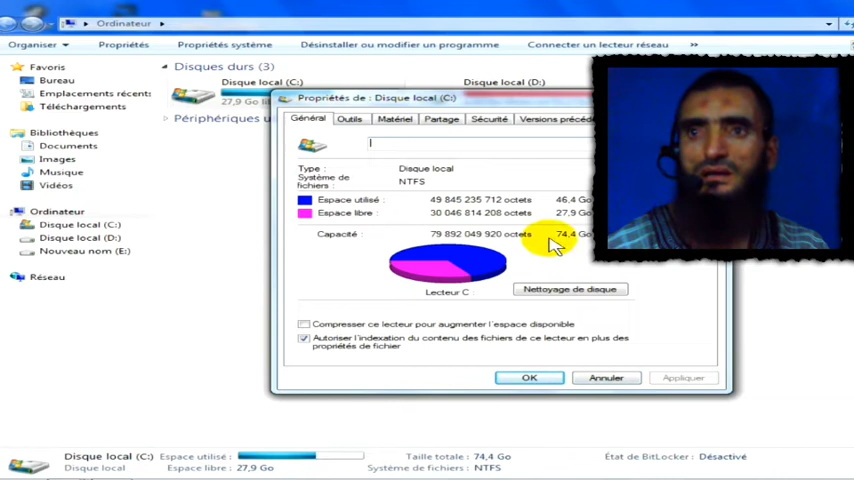 Ordinateur
Organiser Propriétés Propriétés système Désinstaller ou modifier un programme Connecter un lecteur réseau »
Favoris
Bureau
Emplacements récents
Téléchargements
Bibliothèques
Documents
Images
Musique
Vidéos
Ordinateur
Disque local (C:)
Disque local (D:)
Nouveau nom (E:)
Réseau
Disques durs (3)
Disque local (C:) Disque local (D:)
27,9 Go
Périphériques
Propriétés de : Disque local (C:)
Général Outils Matériel Partage Sécurité Versions
Type : Disque local
Système de fichiers : NTFS
Espace utilisé : 49 845 235 712 octets 46,4 Go
Espace libre : 30 046 814 208 octets 27,9 Go
Capacité : 79 892 049 920 octets 74,4 Go
Lecteur C Nettoyage de disque
Compresser ce lecteur pour augmenter l'espace disponible
Autoriser l'indexation du contenu des fichiers de ce lecteur en plus des
propriétés de fichier
OK Annuler Appliquer
Disque local (C:) Espace utilisé : Taille totale : 74,4 Go État de BitLocker : Désactivé
Disque local Espace libre : 27,9 Go Système de fichiers : NTFS